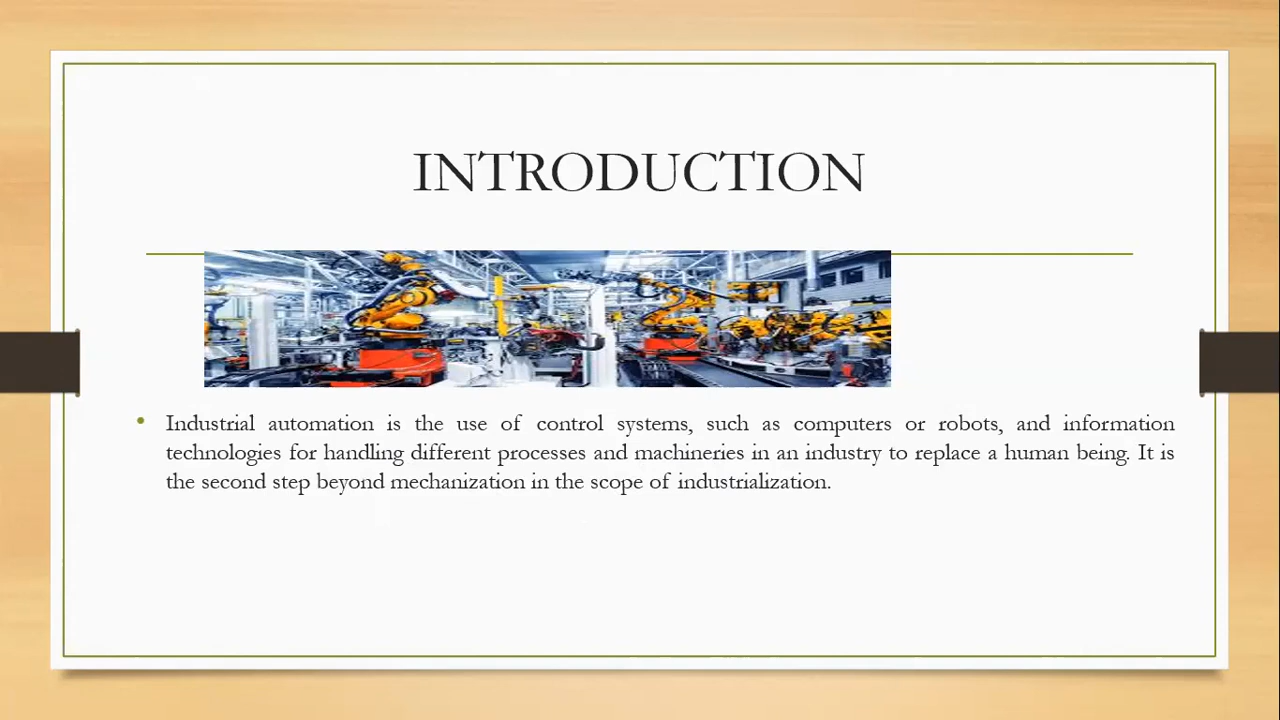 INTRODUCTION
• Industrial automation is the use of control systems, such as computers or robots, and information
technologies for handling different processes and machineries in an industry to replace a human being. It is
the second step beyond mechanization in the scope of industrialization.